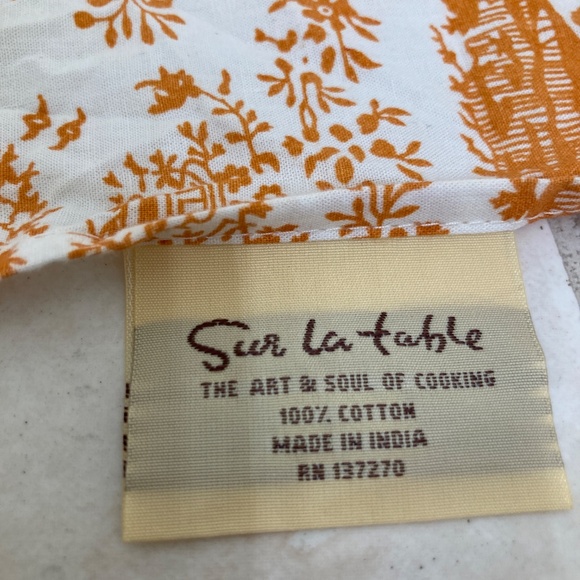 Sur la table
THE ART & SOUL OF COOKING
100% COTTON
MADE IN INDIA
RN 137270